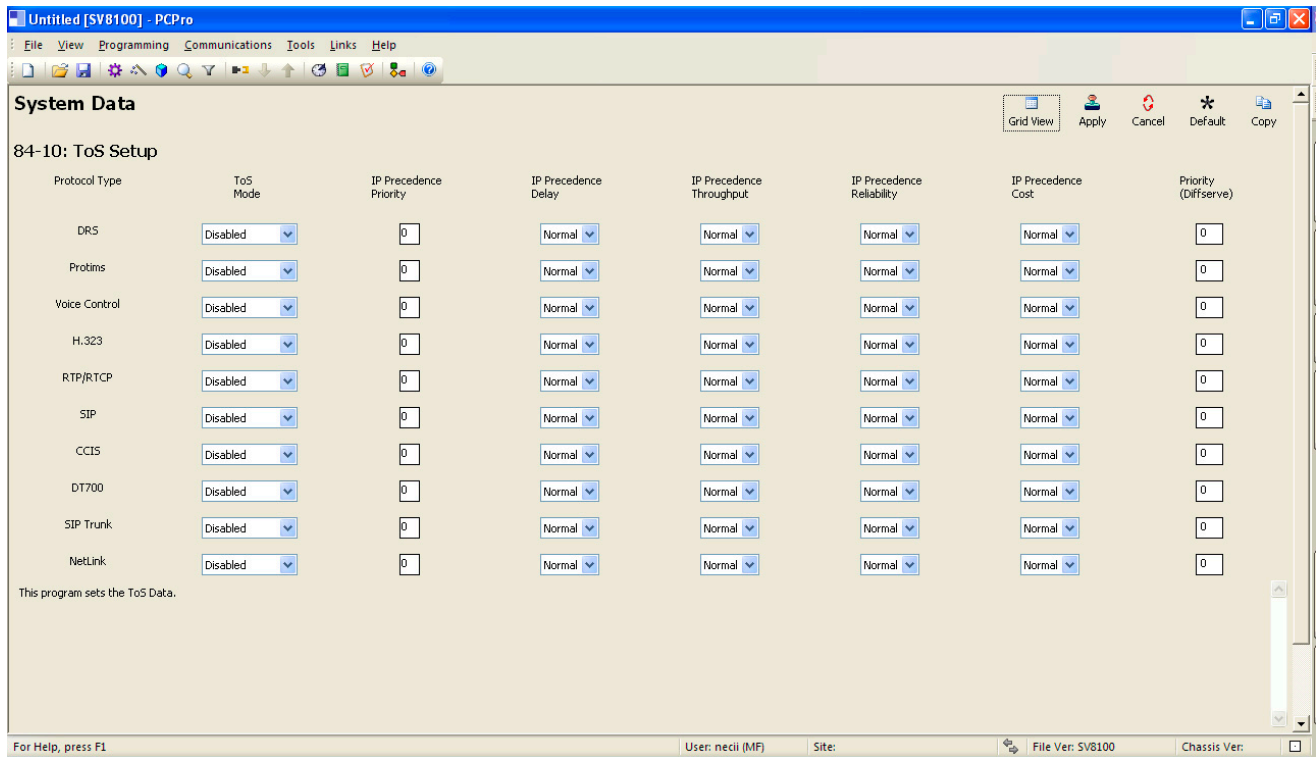 Untitled [SV8100] - PCPro
File View Programming Communications Tools Links Help
System Data
Grid View Apply Cancel Default Copy
84-10: ToS Setup
Protocol Type ToS Mode IP Precedence Priority IP Precedence Delay IP Precedence Throughput IP Precedence Reliability IP Precedence Cost Priority (Diffserve)
DRS Disabled 0 Normal Normal Normal Normal 0
Protims Disabled 0 Normal Normal Normal Normal 0
Voice Control Disabled 0 Normal Normal Normal Normal 0
H.323 Disabled 0 Normal Normal Normal Normal 0
RTP/RTCP Disabled 0 Normal Normal Normal Normal 0
SIP Disabled 0 Normal Normal Normal Normal 0
CCIS Disabled 0 Normal Normal Normal Normal 0
DT700 Disabled 0 Normal Normal Normal Normal 0
SIP Trunk Disabled 0 Normal Normal Normal Normal 0
NetLink Disabled 0 Normal Normal Normal Normal 0
This program sets the ToS Data.
For Help, press F1 User: necii (MF) Site: File Ver: SV8100 Chassis Ver: